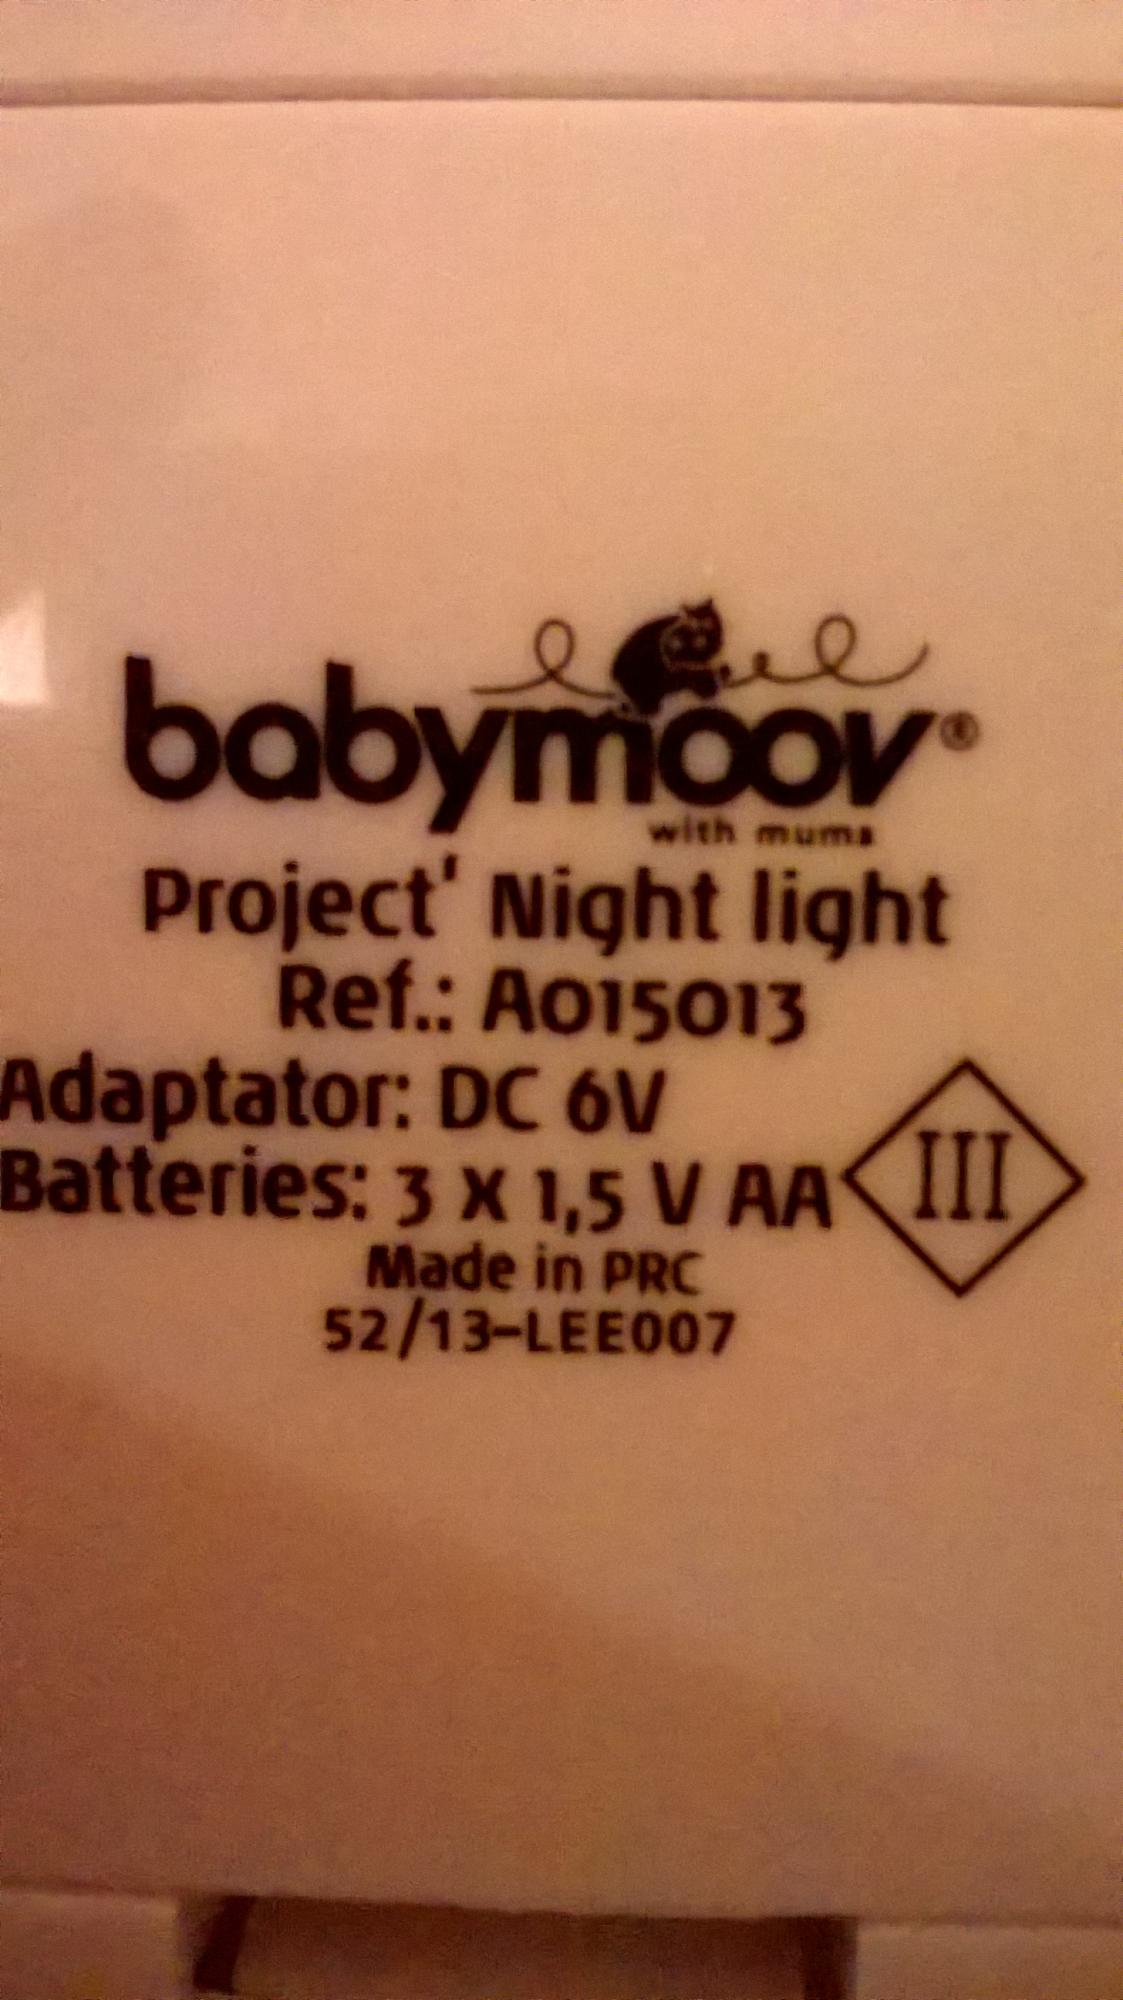 babymoov®
with mums
Project' Night light
Ref.: A015013
Adaptator: DC 6V
Batteries: 3 X 1,5 V AA
III
Made in PRC
52/13-LEE007